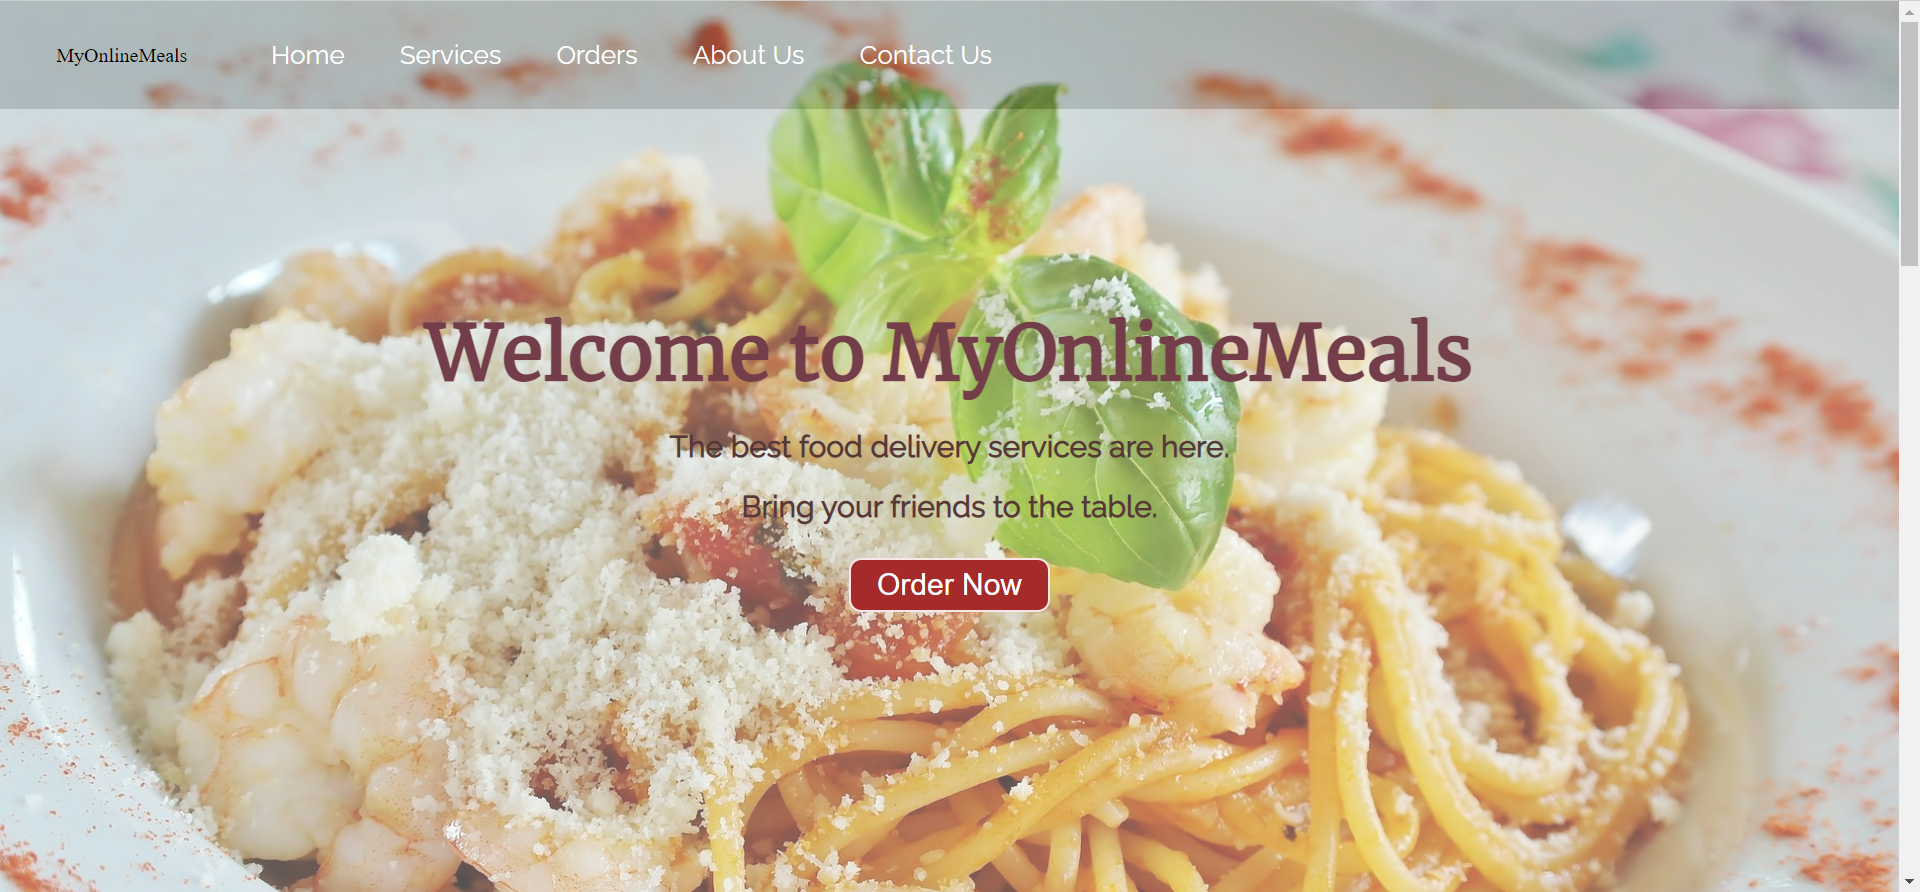 MyOnlineMeals Home Services Orders About Us Contact Us
Welcome to MyOnlineMeals
The best food delivery services are here.
Bring your friends to the table.
Order Now